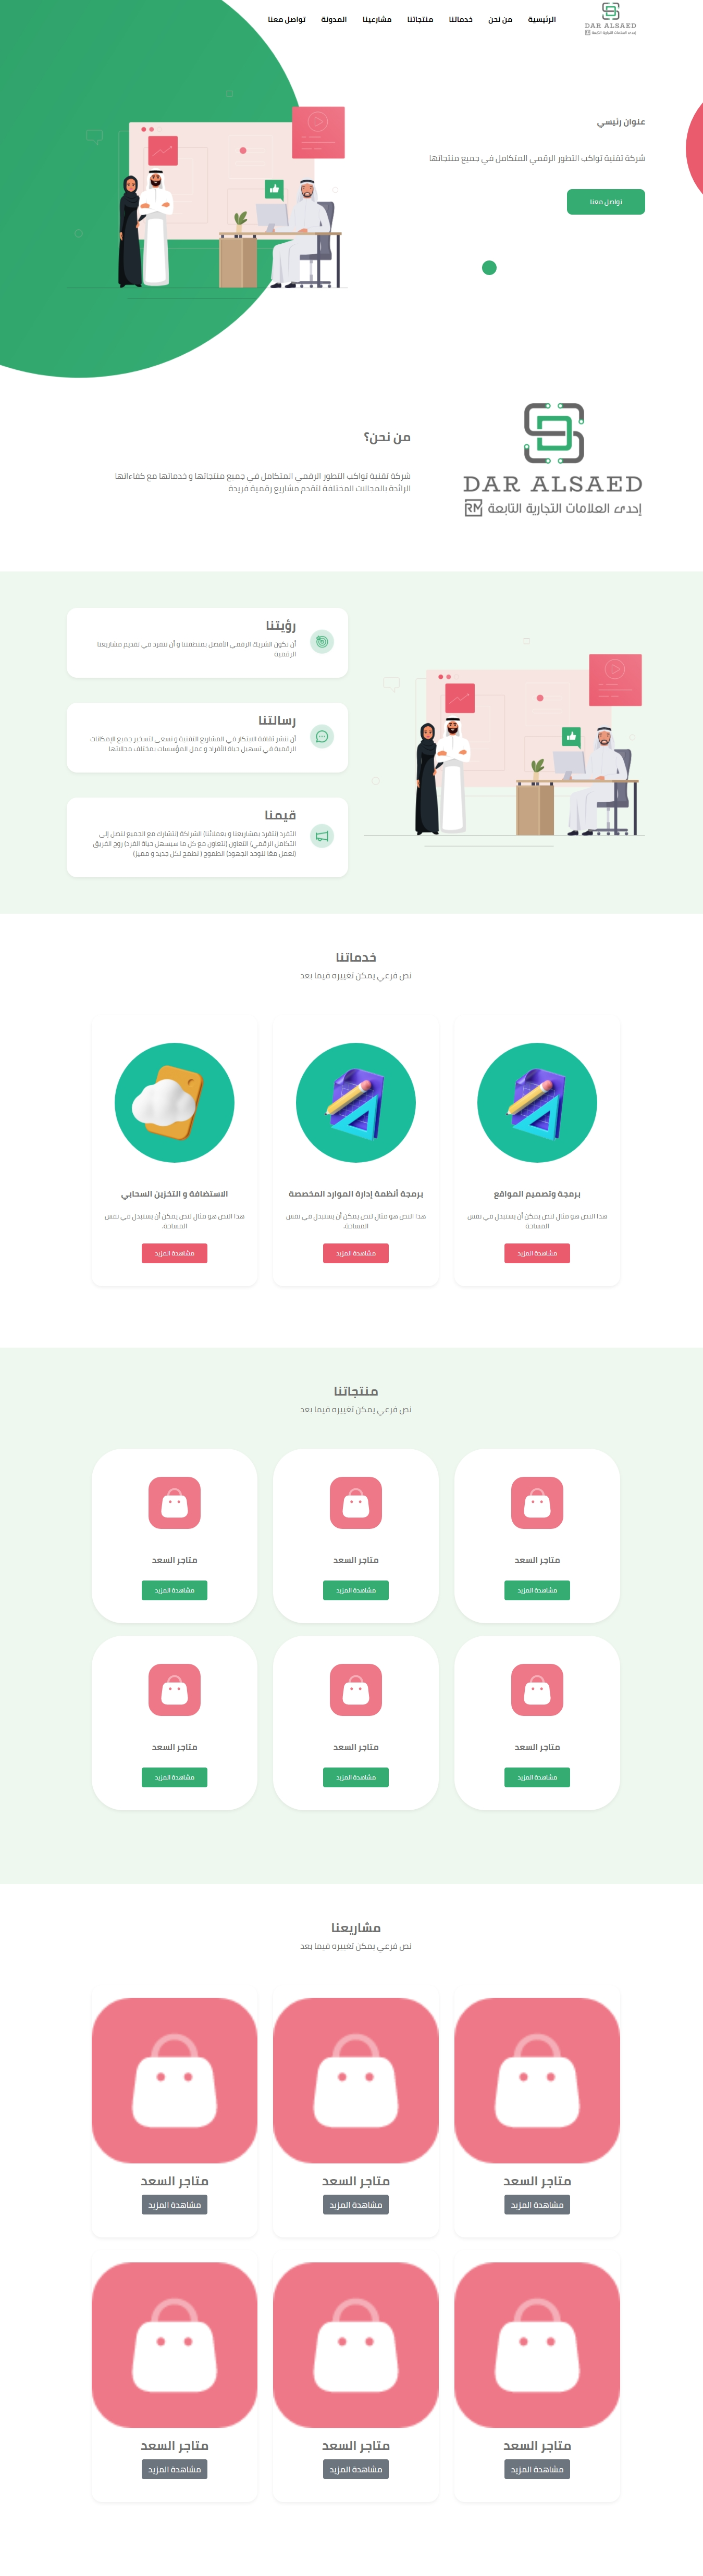 DAR ALSAED
إحدى العلامات التجارية التابعة RM
الرئيسية
من نحن
خدماتنا
منتجاتنا
مشارعينا
المدونة
تواصل معنا
عنوان رئيسي
شركة تقنية تواكب التطور الرقمي المتكامل في جميع منتجاتها
تواصل معنا
DAR ALSAED
إحدى العلامات التجارية التابعة RM
من نحن؟
شركة تقنية تواكب التطور الرقمي المتكامل في جميع منتجاتها و خدماتها مع كفاءاتها
الرائدة بالمجالات المختلفة لتقدم مشاريع رقمية فريدة
رؤيتنا
أن نكون الشريك الرقمي الأفضل بمنطقتنا و أن نتفرد في تقديم مشاريعنا
الرقمية
رسالتنا
أن ننشر ثقافة الابتكار في المشاريع التقنية و نسعى لتسخير جميع الإمكانات
الرقمية في تسهيل حياة الأفراد و عمل المؤسسات بمختلف مجالاتها
قيمنا
التفرد (نتفرد بمشاريعنا و بعملائنا) الشراكة (نتشارك مع الجميع لنصل إلى
التكامل الرقمي) التعاون (نتعاون مع كل ما سيسهل حياة الفرد) روح الفريق
(نعمل معًا لنوحد الجهود) الطموح ( نطمح لكل جديد و مميز)
خدماتنا
نص فرعي يمكن تغييره فيما بعد
برمجة وتصميم المواقع
هذا النص هو مثال لنص يمكن أن يستبدل في نفس
المساحة
مشاهدة المزيد
برمجة أنظمة إدارة الموارد المخصصة
هذا النص هو مثال لنص يمكن أن يستبدل في نفس
المساحة.
مشاهدة المزيد
الاستضافة و التخزين السحابي
هذا النص هو مثال لنص يمكن أن يستبدل في نفس
المساحة.
مشاهدة المزيد
منتجاتنا
نص فرعي يمكن تغييره فيما بعد
متاجر السعد
مشاهدة المزيد
متاجر السعد
مشاهدة المزيد
متاجر السعد
مشاهدة المزيد
متاجر السعد
مشاهدة المزيد
متاجر السعد
مشاهدة المزيد
متاجر السعد
مشاهدة المزيد
مشاريعنا
نص فرعي يمكن تغييره فيما بعد
متاجر السعد
مشاهدة المزيد
متاجر السعد
مشاهدة المزيد
متاجر السعد
مشاهدة المزيد
متاجر السعد
مشاهدة المزيد
متاجر السعد
مشاهدة المزيد
متاجر السعد
مشاهدة المزيد